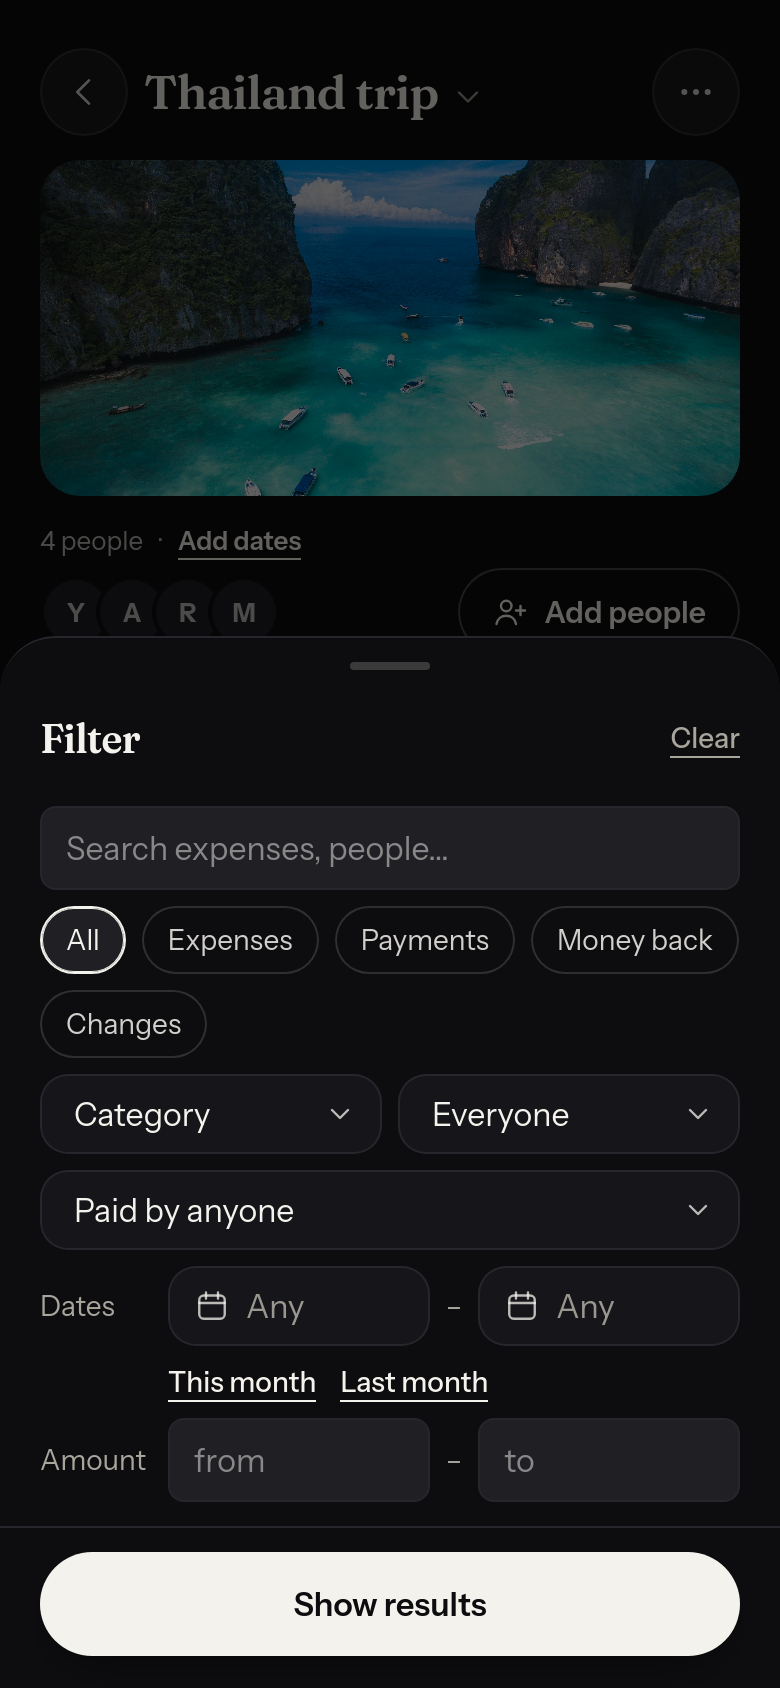 Thailand trip
4 people · Add dates
Y A R M
Add people
Filter
Clear
Search expenses, people...
All Expenses Payments Money back
Changes
Category Everyone
Paid by anyone
Dates Any – Any
This month Last month
Amount from – to
Show results